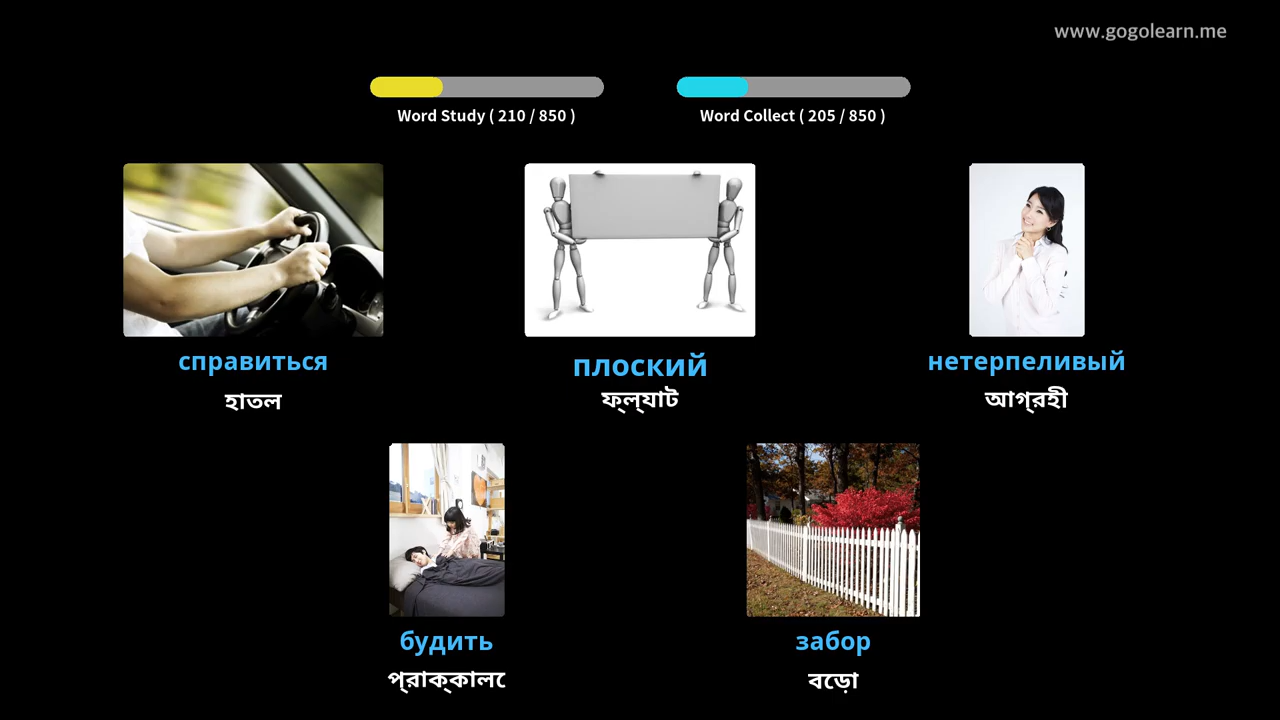 www.gogolearn.me
Word Study ( 210 / 850 )
Word Collect ( 205 / 850 )
справиться
হাতল
плоский
ফ্ল্যাট
нетерпеливый
আগ্রহী
будить
প্রাক্কালে
забор
বেড়া